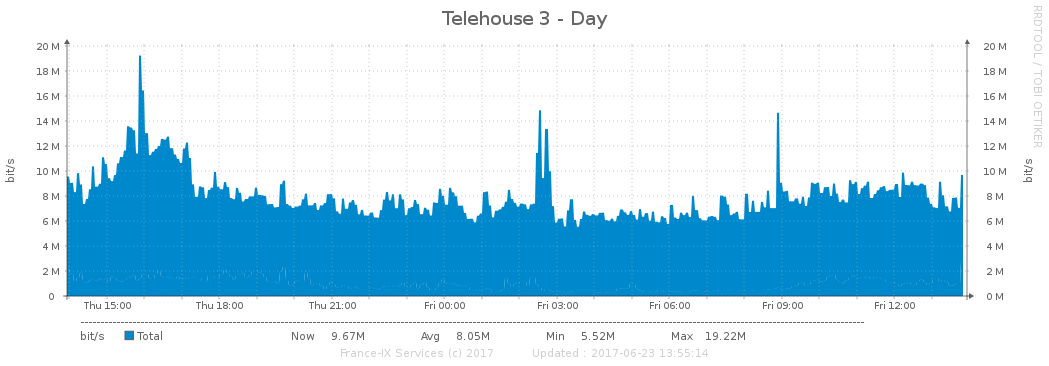 Telehouse 3 - Day
RRDTOOL / TOBI OETIKER
20 M 20 M
18 M 18 M
16 M 16 M
14 M 14 M
12 M 12 M
10 M 10 M
8 M 8 M
6 M 6 M
4 M 4 M
2 M 2 M
0 0 M
bit/s bit/s
Thu 15:00 Thu 18:00 Thu 21:00 Fri 00:00 Fri 03:00 Fri 06:00 Fri 09:00 Fri 12:00
bit/s Total Now 9.67M Avg 8.05M Min 5.52M Max 19.22M
France-IX Services (c) 2017 Updated : 2017-06-23 13:55:14